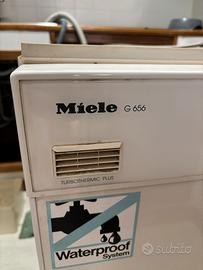 Miele G 656
TURBOTHERMIC PLUS
Waterproof
System
subito